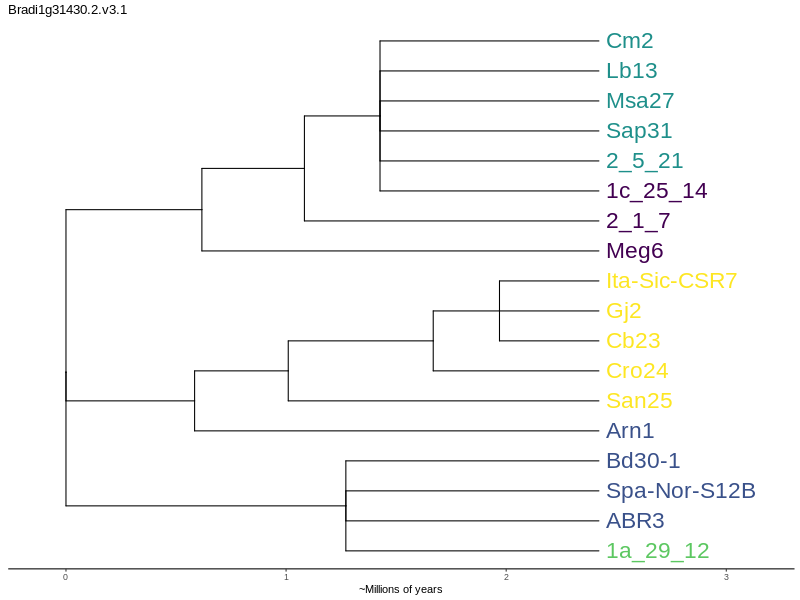 Bradi1g31430.2.v3.1
Cm2
Lb13
Msa27
Sap31
2_5_21
1c_25_14
2_1_7
Meg6
Ita-Sic-CSR7
Gj2
Cb23
Cro24
San25
Arn1
Bd30-1
Spa-Nor-S12B
ABR3
1a_29_12
0 1 2 3
~Millions of years